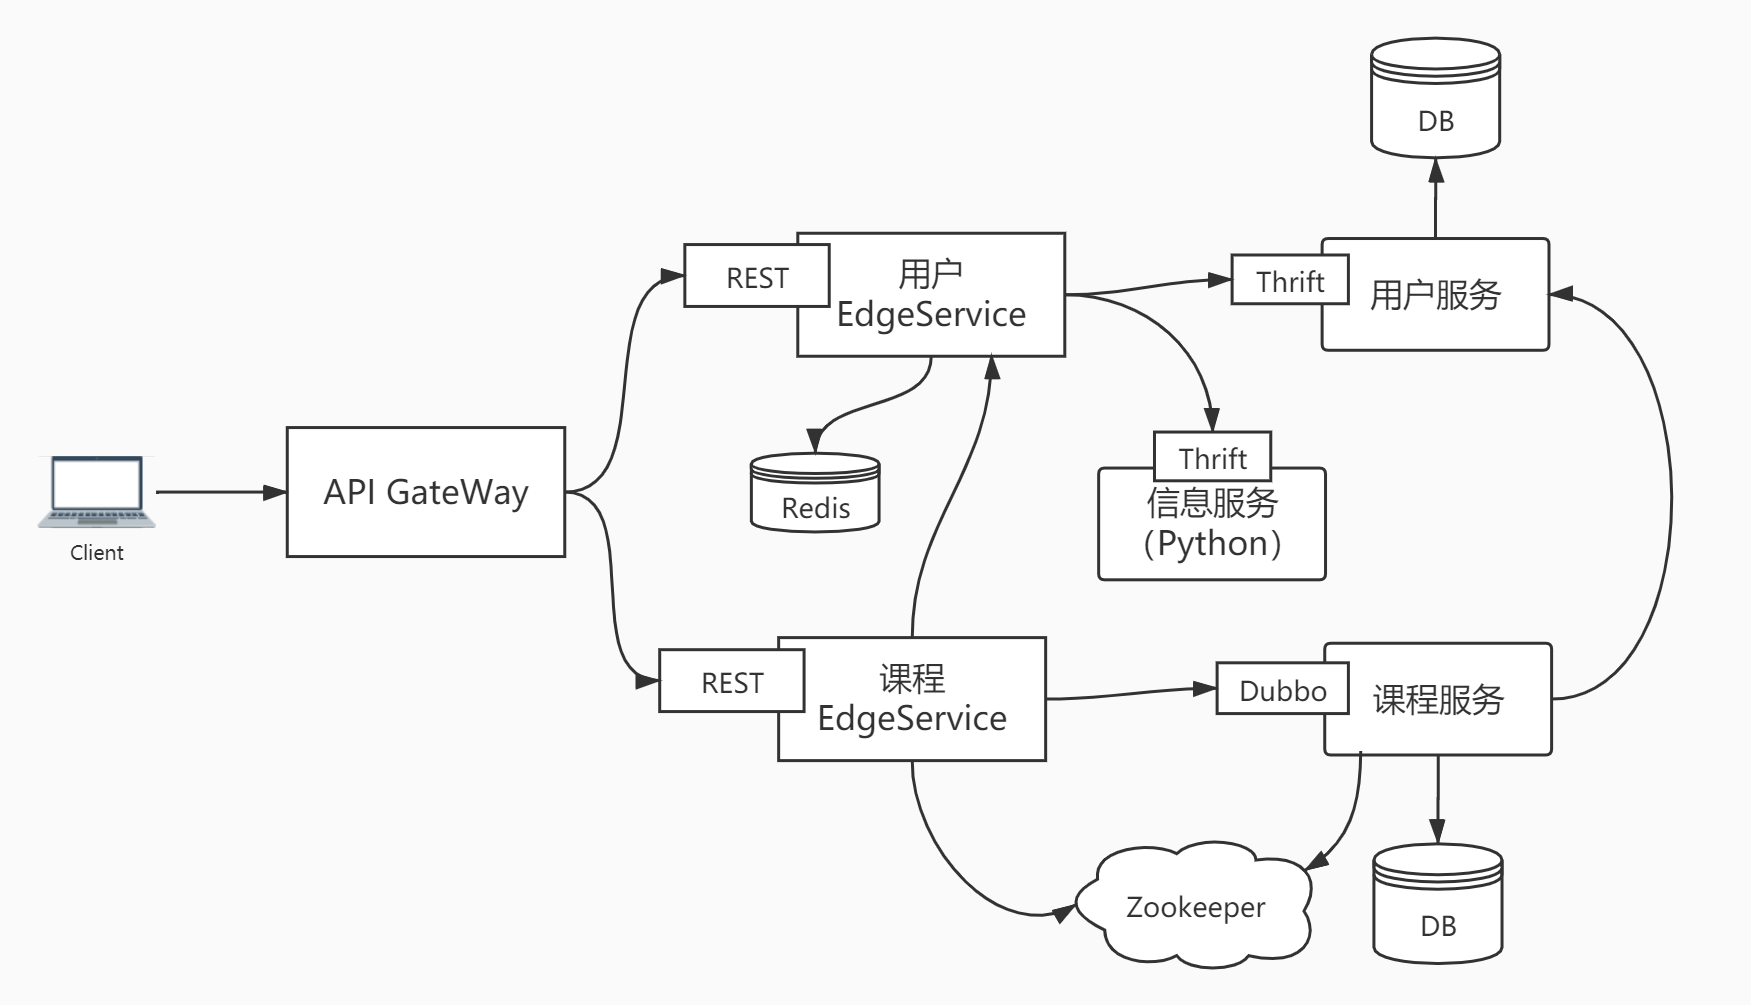 DB
REST
用户
EdgeService
Thrift
用户服务
Client
API GateWay
Redis
Thrift
信息服务
（Python）
REST
课程
EdgeService
Dubbo
课程服务
Zookeeper
DB